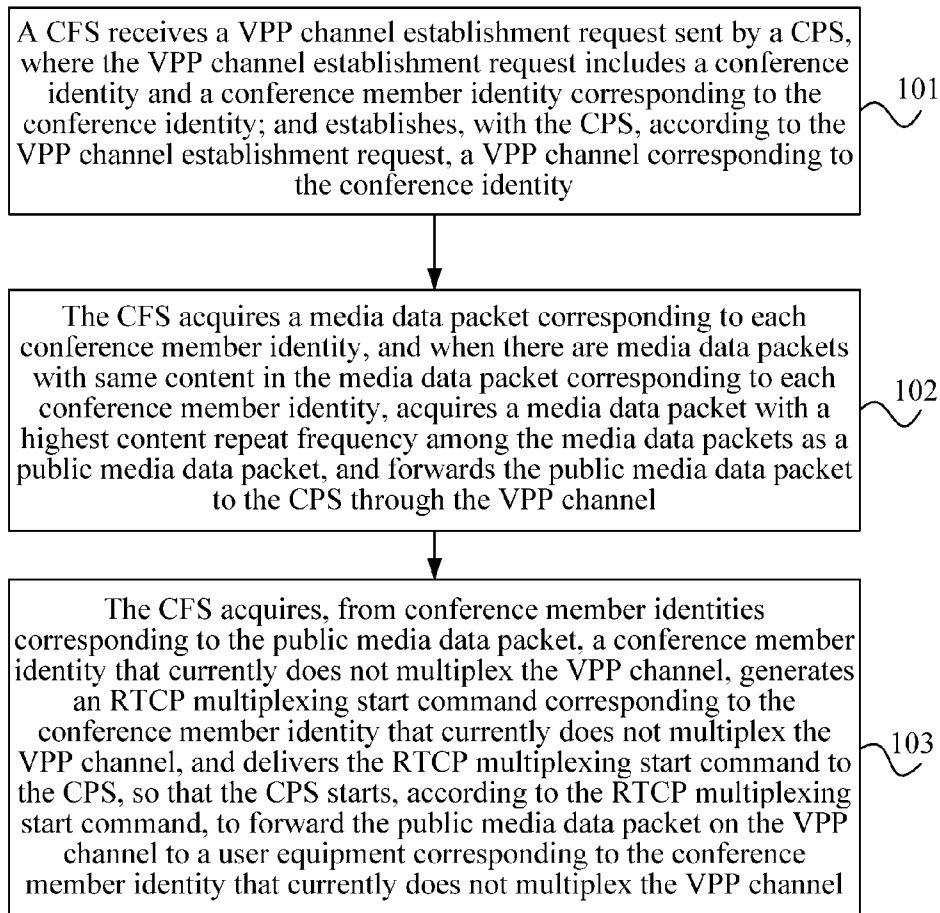 A CFS receives a VPP channel establishment request sent by a CPS,
where the VPP channel establishment request includes a conference
identity and a conference member identity corresponding to the
conference identity; and establishes, with the CPS, according to the
VPP channel establishment request, a VPP channel corresponding to
the conference identity
101
The CFS acquires a media data packet corresponding to each
conference member identity, and when there are media data packets
with same content in the media data packet corresponding to each
conference member identity, acquires a media data packet with a
highest content repeat frequency among the media data packets as a
public media data packet, and forwards the public media data packet
to the CPS through the VPP channel
102
The CFS acquires, from conference member identities
corresponding to the public media data packet, a conference member
identity that currently does not multiplex the VPP channel, generates
an RTCP multiplexing start command corresponding to the
conference member identity that currently does not multiplex the
VPP channel, and delivers the RTCP multiplexing start command to
the CPS, so that the CPS starts, according to the RTCP multiplexing
start command, to forward the public media data packet on the VPP
channel to a user equipment corresponding to the conference
member identity that currently does not multiplex the VPP channel
103